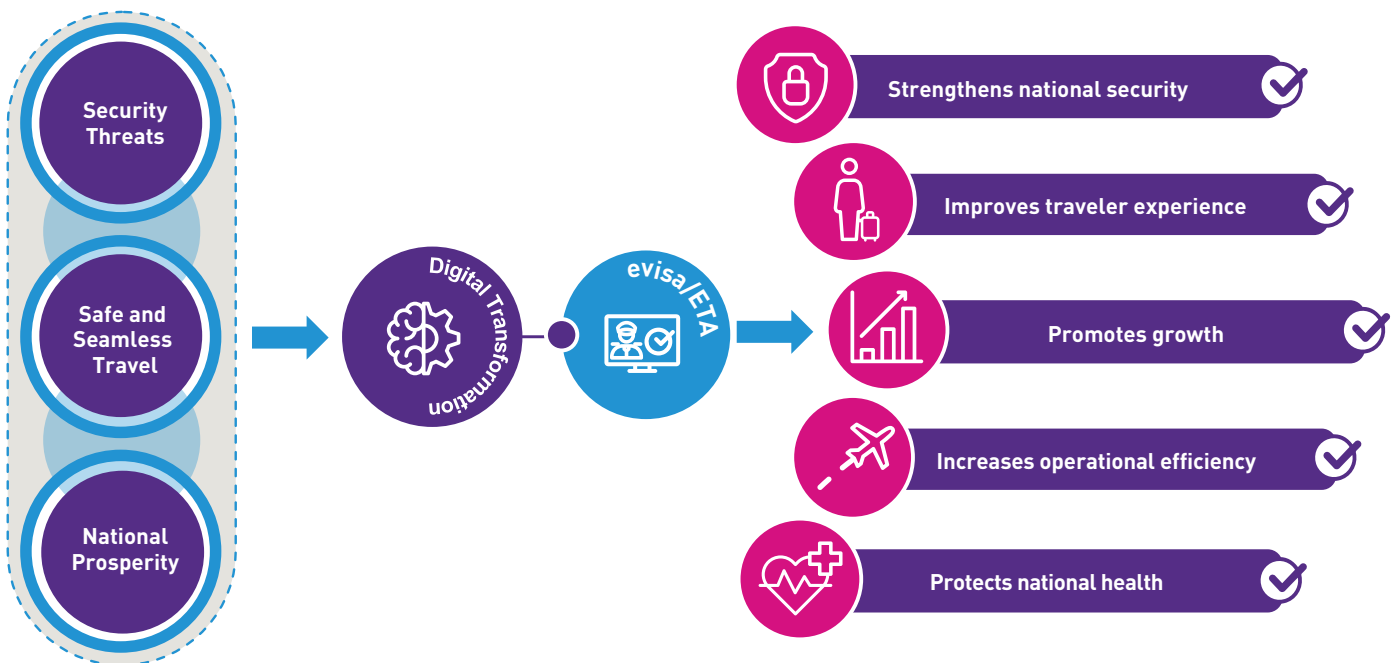 Security
Threats
Safe and
Seamless
Travel
National
Prosperity
Digital Transformation
evisa/ETA
Strengthens national security
Improves traveler experience
Promotes growth
Increases operational efficiency
Protects national health